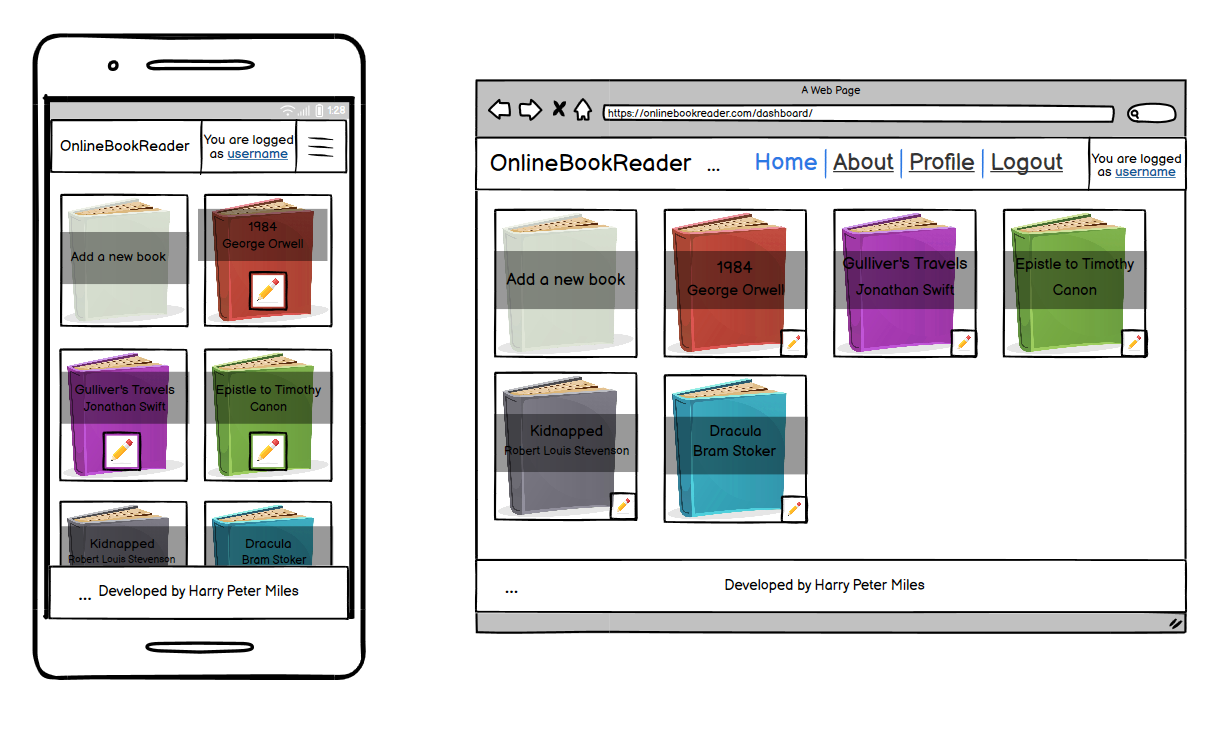 1:28
OnlineBookReader
You are logged
as username
Add a new book
1984
George Orwell
Gulliver's Travels
Jonathan Swift
Epistle to Timothy
Canon
Kidnapped
Robert Louis Stevenson
Dracula
Bram Stoker
... Developed by Harry Peter Miles
A Web Page
https://onlinebookreader.com/dashboard/
OnlineBookReader ... Home About Profile Logout
You are logged
as username
Add a new book
1984
George Orwell
Gulliver's Travels
Jonathan Swift
Epistle to Timothy
Canon
Kidnapped
Robert Louis Stevenson
Dracula
Bram Stoker
... Developed by Harry Peter Miles